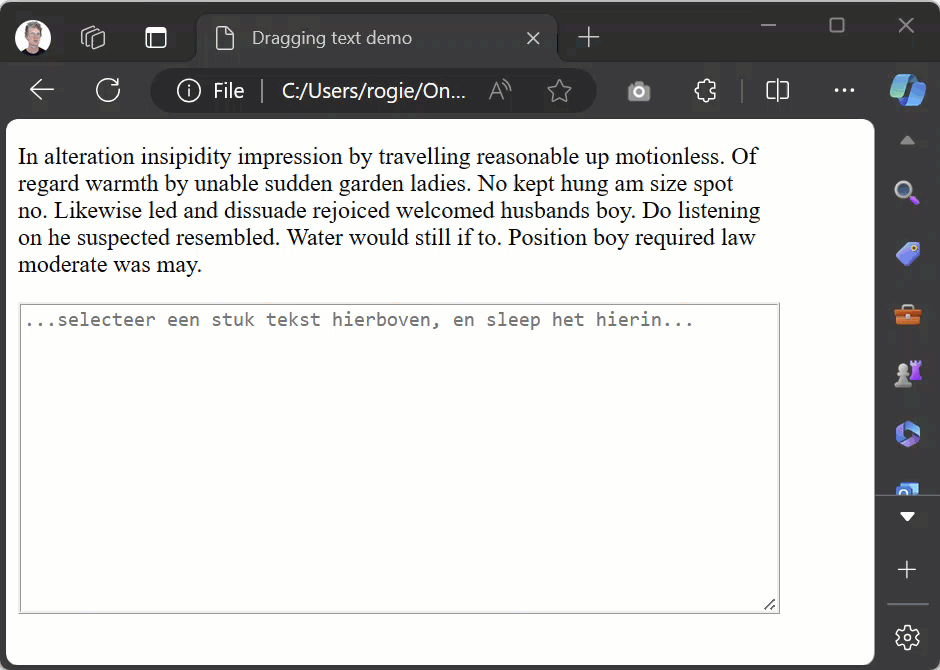 Dragging text demo
File
C:/Users/rogie/On...
In alteration insipidity impression by travelling reasonable up motionless. Of
regard warmth by unable sudden garden ladies. No kept hung am size spot
no. Likewise led and dissuade rejoiced welcomed husbands boy. Do listening
on he suspected resembled. Water would still if to. Position boy required law
moderate was may.
...selecteer een stuk tekst hierboven, en sleep het hierin...